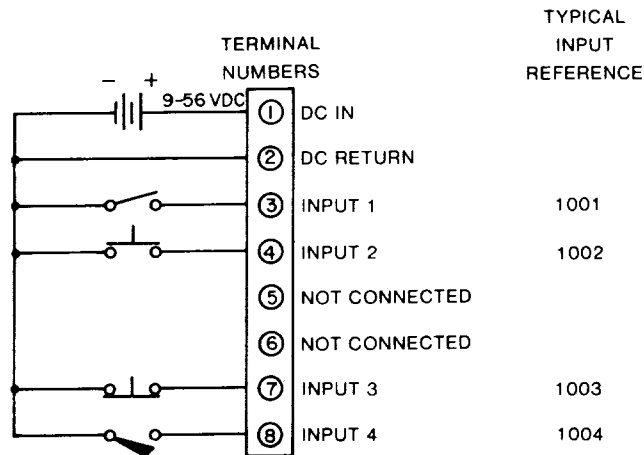 TYPICAL
INPUT
REFERENCE
TERMINAL
NUMBERS
- + 9-56 VDC
1 DC IN
2 DC RETURN
3 INPUT 1 1001
4 INPUT 2 1002
5 NOT CONNECTED
6 NOT CONNECTED
7 INPUT 3 1003
8 INPUT 4 1004